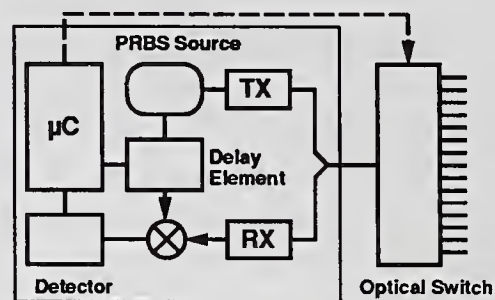 PRBS Source
TX
µC
Delay
Element
RX
Detector
Optical Switch